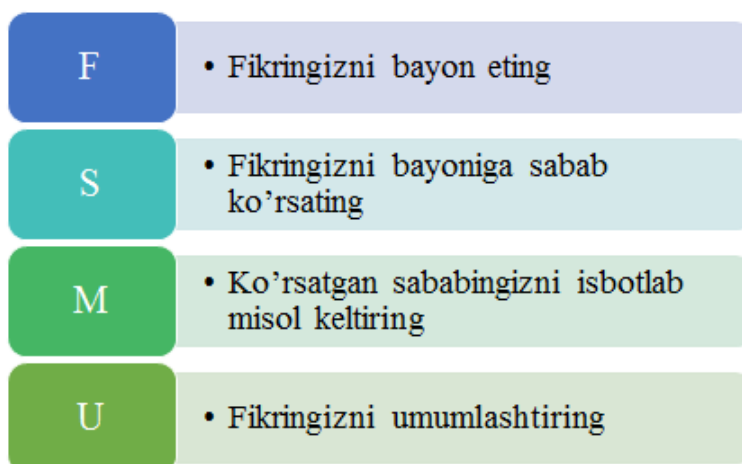 F
• Fikringizni bayon eting
S
• Fikringizni bayoniga sabab
ko’rsating
M
• Ko’rsatgan sababingizni isbotlab
misol keltiring
U
• Fikringizni umumlashtiring